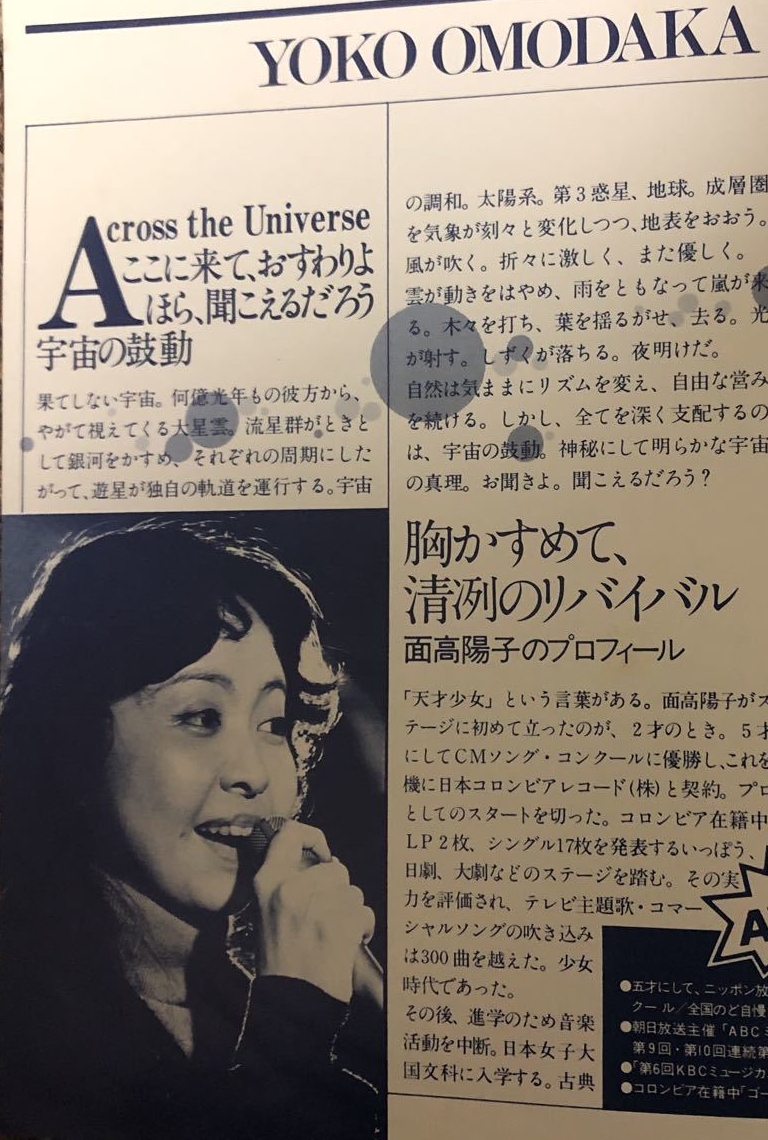 YOKO OMODAKA
Across the Universe
ここに来て、おすわりよ
ほら、聞こえるだろう
宇宙の鼓動
果てしない宇宙。何億光年もの彼方から、
やがて視えてくる大星雲。流星群がときと
して銀河をかすめ、それぞれの周期にした
がって、遊星が独自の軌道を運行する。宇宙
の調和。太陽系。第3惑星、地球。成層圏
を気象が刻々と変化しつつ、地表をおおう。
風が吹く。折々に激しく、また優しく。
雲が動きをはやめ、雨をともなって嵐が来
る。木々を打ち、葉を揺るがせ、去る。光
が射す。しずくが落ちる。夜明けだ。
自然は気ままにリズムを変え、自由な営み
を続ける。しかし、全てを深く支配するの
は、宇宙の鼓動。神秘にして明らかな宇宙
の真理。お聞きよ。聞こえるだろう?
胸かすめて、
清冽のリバイバル
面高陽子のプロフィール
「天才少女」という言葉がある。面高陽子がス
テージに初めて立ったのが、2才のとき。5才
にしてCMソング・コンクールに優勝し、これを
機に日本コロンビアレコード(株)と契約。プロ
としてのスタートを切った。コロンビア在籍中
LP2枚、シングル17枚を発表するいっぽう、
日劇、大劇などのステージを踏む。その実
力を評価され、テレビ主題歌・コマー
シャルソングの吹き込み
は300曲を越えた。少女
時代であった。
その後、進学のため音楽
活動を中断。日本女子大
国文科に入学する。古典
A
●五才にして、ニッポン放
クール／全国のど自慢
●朝日放送主催「ABC
第9回・第10回連続第
●「第6回KBCミュージカ
●コロンビア在籍中「ゴー